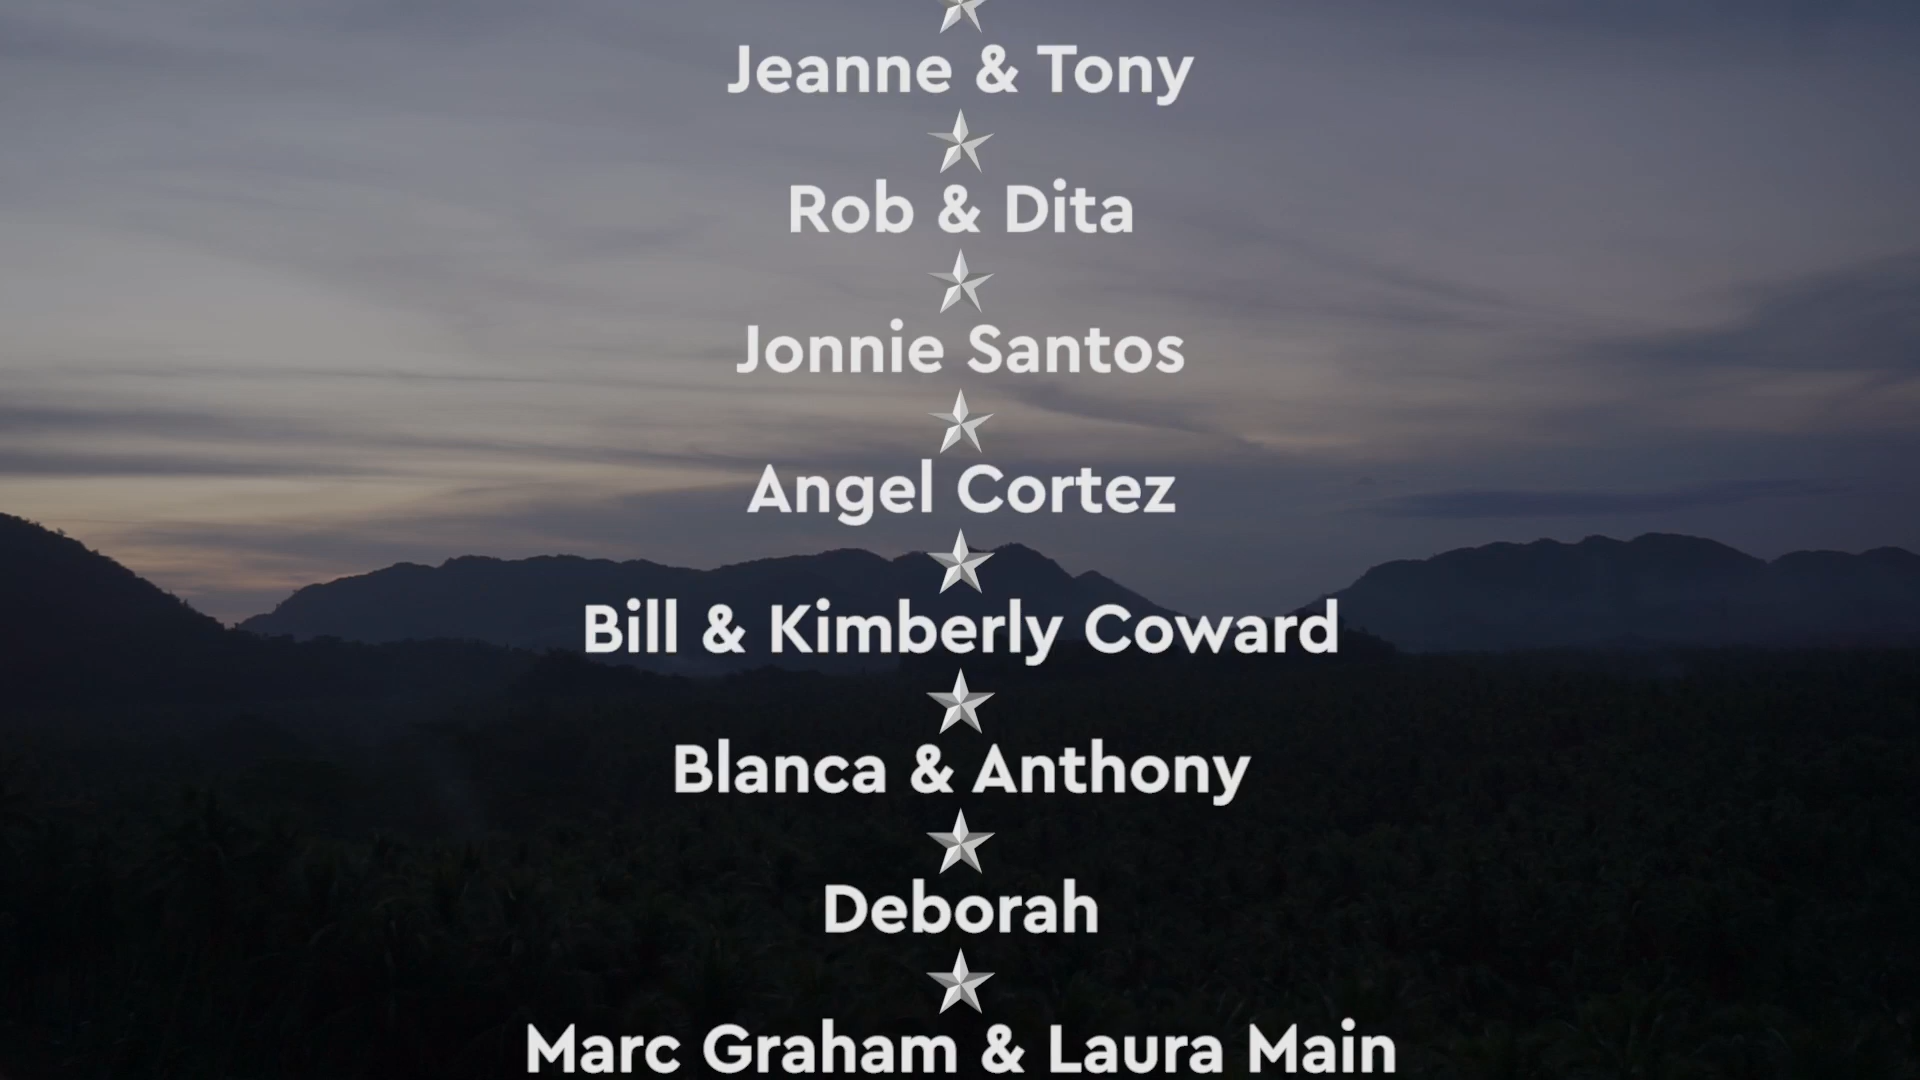 Jeanne & Tony
Rob & Dita
Jonnie Santos
Angel Cortez
Bill & Kimberly Coward
Blanca & Anthony
Deborah
Marc Graham & Laura Main